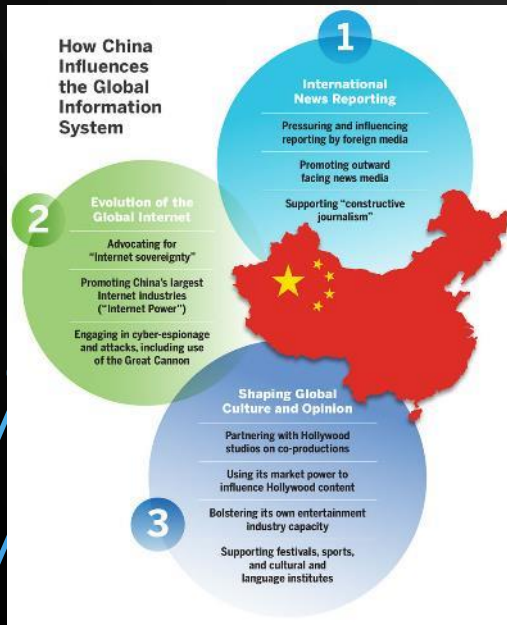 How China
Influences
the Global
Information
System
1
International
News Reporting
Pressuring and influencing
reporting by foreign media
Promoting outward
facing news media
Supporting “constructive
journalism”
2
Evolution of the
Global Internet
Advocating for
“Internet sovereignty”
Promoting China’s largest
Internet industries
(“Internet Power”)
Engaging in cyber-espionage
and attacks, including use
of the Great Cannon
3
Shaping Global
Culture and Opinion
Partnering with Hollywood
studios on co-productions
Using its market power to
influence Hollywood content
Bolstering its own entertainment
industry capacity
Supporting festivals, sports,
and cultural and
language institutes